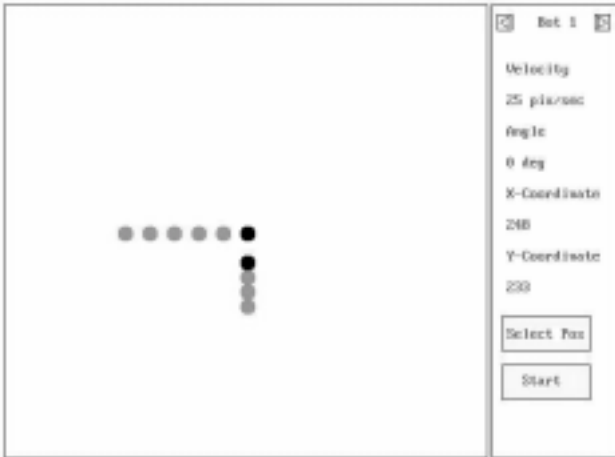 Bot 1
Velocity
25 pix/sec
Angle
0 deg
X-Coordinate
248
Y-Coordinate
233
Select Pos
Start